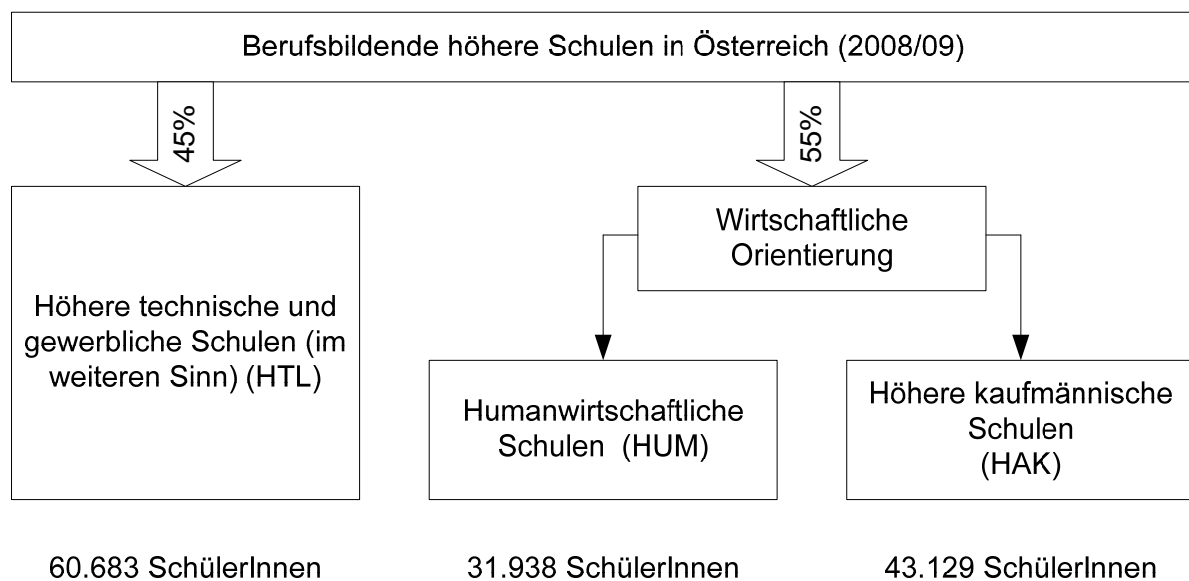 Berufsbildende höhere Schulen in Österreich (2008/09)
45%
55%
Höhere technische und
gewerbliche Schulen (im
weiteren Sinn) (HTL)
Wirtschaftliche
Orientierung
Humanwirtschaftliche
Schulen (HUM)
Höhere kaufmännische
Schulen
(HAK)
60.683 SchülerInnen
31.938 SchülerInnen
43.129 SchülerInnen